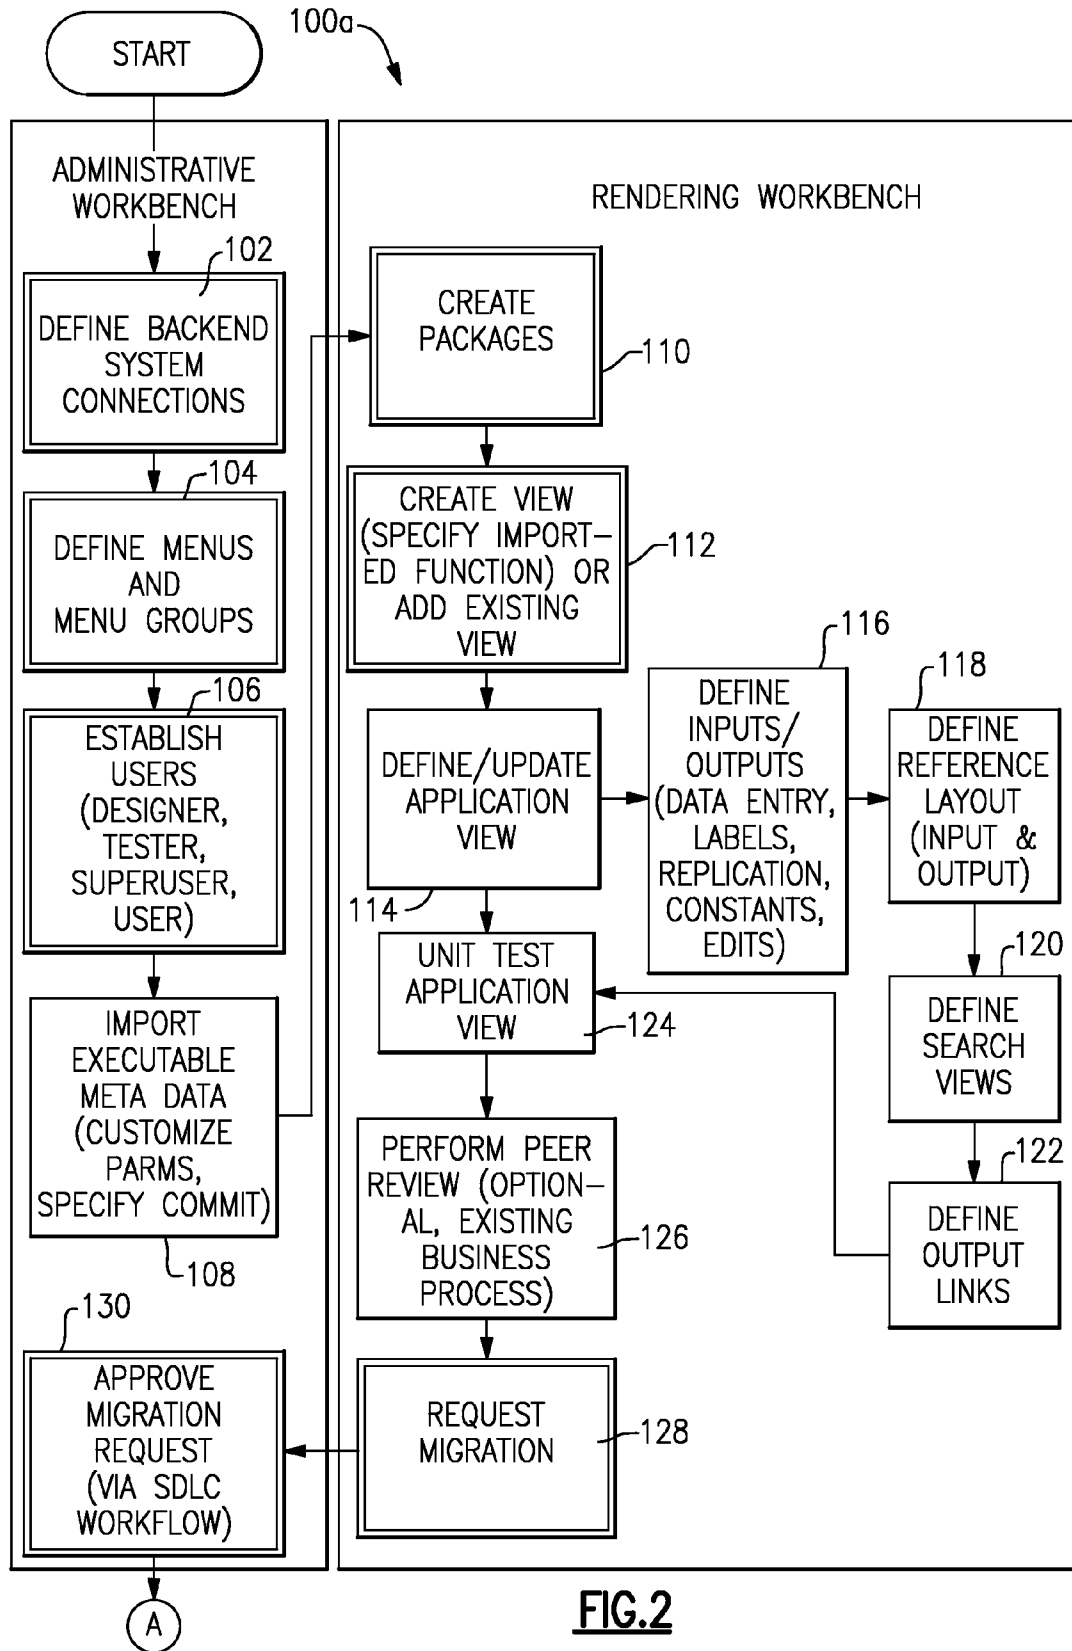 START
100a
ADMINISTRATIVE
WORKBENCH
102
DEFINE BACKEND
SYSTEM
CONNECTIONS
104
DEFINE MENUS
AND
MENU GROUPS
106
ESTABLISH
USERS
(DESIGNER,
TESTER,
SUPERUSER,
USER)
IMPORT
EXECUTABLE
META DATA
(CUSTOMIZE
PARMS,
SPECIFY COMMIT)
108
130
APPROVE
MIGRATION
REQUEST
(VIA SDLC
WORKFLOW)
A
RENDERING WORKBENCH
CREATE
PACKAGES
110
CREATE VIEW
(SPECIFY IMPORT-
ED FUNCTION) OR
ADD EXISTING
VIEW
112
DEFINE/UPDATE
APPLICATION
VIEW
114
116
DEFINE
INPUTS/
OUTPUTS
(DATA ENTRY,
LABELS,
REPLICATION,
CONSTANTS,
EDITS)
118
DEFINE
REFERENCE
LAYOUT
(INPUT &
OUTPUT)
120
DEFINE
SEARCH
VIEWS
122
DEFINE
OUTPUT
LINKS
UNIT TEST
APPLICATION
VIEW
124
PERFORM PEER
REVIEW (OPTION-
AL, EXISTING
BUSINESS
PROCESS)
126
REQUEST
MIGRATION
128
FIG.2